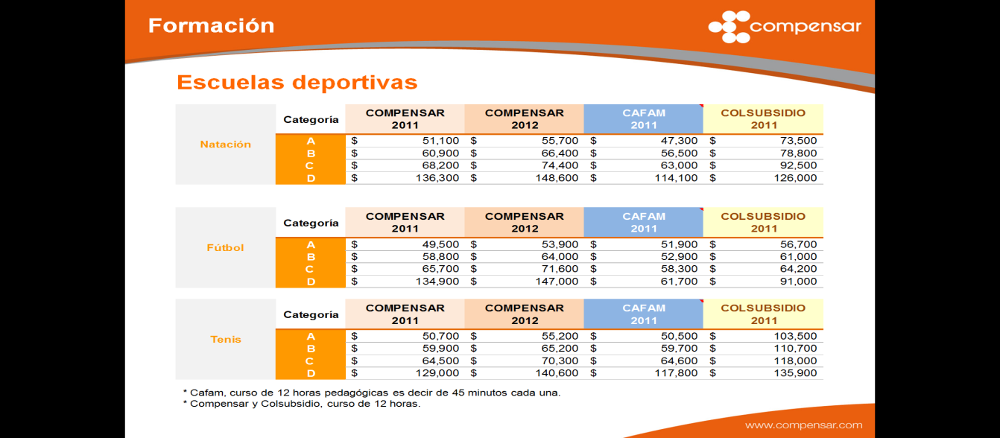 Formación
compensar
Escuelas deportivas
Natación
Categoría COMPENSAR 2011 COMPENSAR 2012 CAFAM 2011 COLSUBSIDIO 2011
A $ 51,100 $ 55,700 $ 47,300 $ 73,500
B $ 60,900 $ 66,400 $ 56,500 $ 78,800
C $ 68,200 $ 74,400 $ 63,000 $ 92,500
D $ 136,300 $ 148,600 $ 114,100 $ 126,000
Fútbol
Categoría COMPENSAR 2011 COMPENSAR 2012 CAFAM 2011 COLSUBSIDIO 2011
A $ 49,500 $ 53,900 $ 51,900 $ 56,700
B $ 58,800 $ 64,000 $ 52,900 $ 61,000
C $ 65,700 $ 71,600 $ 58,300 $ 64,200
D $ 134,900 $ 147,000 $ 61,700 $ 91,000
Tenis
Categoría COMPENSAR 2011 COMPENSAR 2012 CAFAM 2011 COLSUBSIDIO 2011
A $ 50,700 $ 55,200 $ 50,500 $ 103,500
B $ 59,900 $ 65,200 $ 59,700 $ 110,700
C $ 64,500 $ 70,300 $ 64,600 $ 118,000
D $ 129,000 $ 140,600 $ 117,800 $ 135,900
* Cafam, curso de 12 horas pedagógicas es decir de 45 minutos cada una.
* Compensar y Colsubsidio, curso de 12 horas.
www.compensar.com